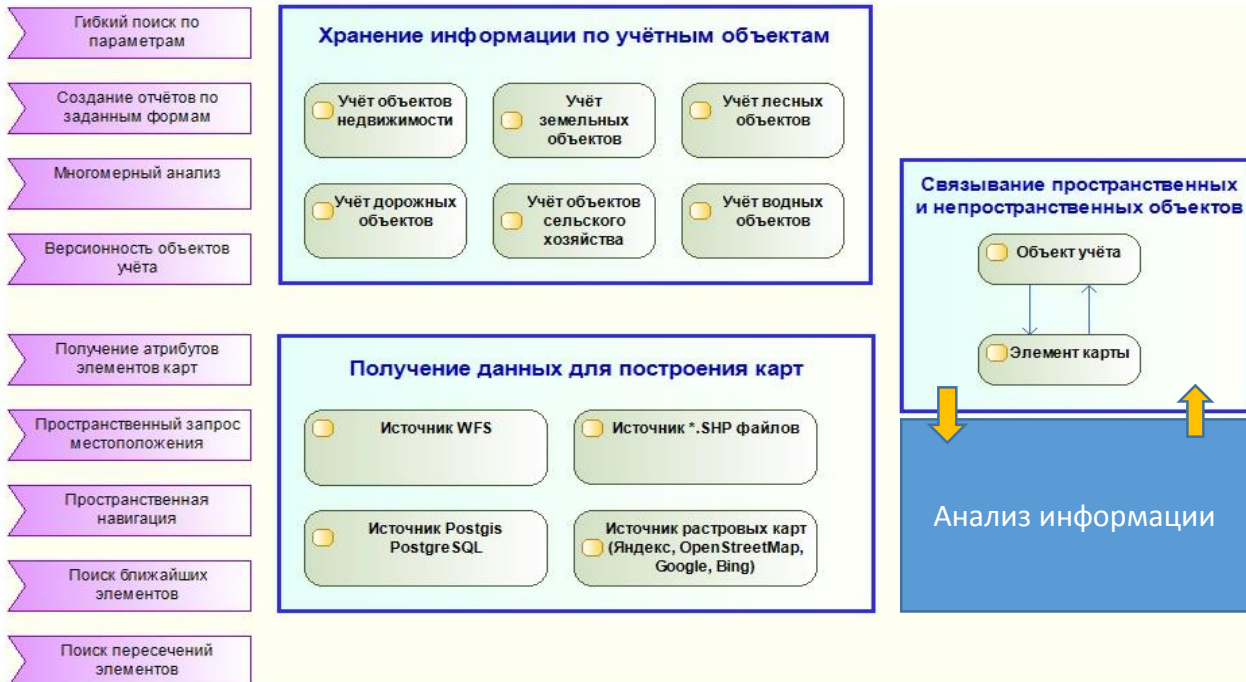 Гибкий поиск по
параметрам
Создание отчётов по
заданным формам
Многомерный анализ
Версионность объектов
учёта
Получение атрибутов
элементов карт
Пространственный запрос
местоположения
Пространственная
навигация
Поиск ближайших
элементов
Поиск пересечений
элементов
Хранение информации по учётным объектам
Учёт объектов
недвижимости
Учёт
земельных
объектов
Учёт лесных
объектов
Учёт дорожных
объектов
Учёт объектов
сельского
хозяйства
Учёт водных
объектов
Получение данных для построения карт
Источник WFS
Источник *.SHP файлов
Источник Postgis
PostgreSQL
Источник растровых карт
(Яндекс, OpenStreetMap,
Google, Bing)
Связывание пространственных
и непространственных объектов
Объект учёта
Элемент карты
Анализ информации